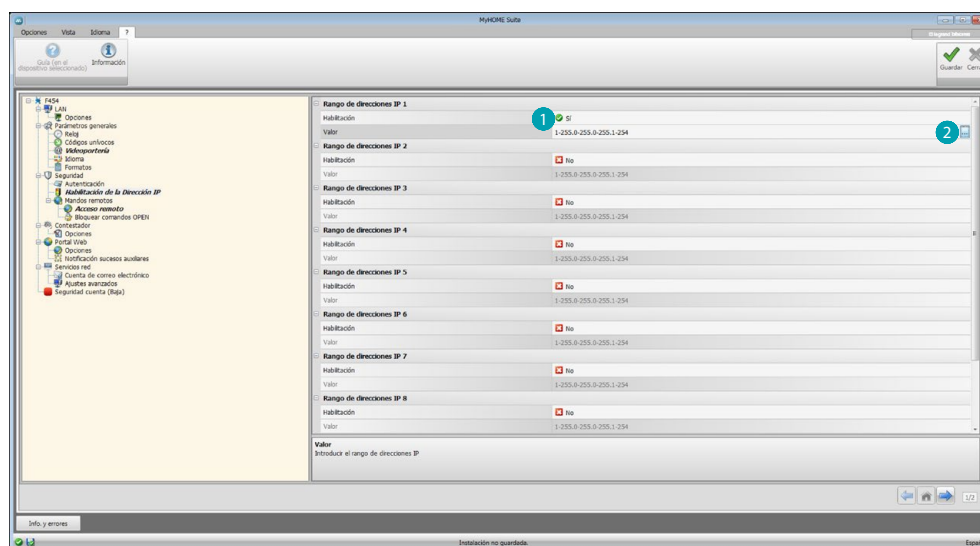 MyHOME Suite
Opciones Vista Idioma ?
Guía (en el dispositivo seleccionado)
Información
Guardar
F454
LAN
Opciones
Parámetros generales
Reloj
Códigos unívocos
Videoportería
Idioma
Formatos
Seguridad
Autenticación
Habilitación de la Dirección IP
Mandos remotos
Acceso remoto
Bloquear comandos OPEN
Contestador
Opciones
Portal Web
Opciones
Notificación sucesos auxiliares
Servicios red
Cuenta de correo electrónico
Ajustes avanzados
Seguridad cuenta (Baja)
Rango de direcciones IP 1
Habilitación 1 Sí
Valor 1-255.0-255.0-255.1-254 2
Rango de direcciones IP 2
Habilitación No
Valor 1-255.0-255.0-255.1-254
Rango de direcciones IP 3
Habilitación No
Valor 1-255.0-255.0-255.1-254
Rango de direcciones IP 4
Habilitación No
Valor 1-255.0-255.0-255.1-254
Rango de direcciones IP 5
Habilitación No
Valor 1-255.0-255.0-255.1-254
Rango de direcciones IP 6
Habilitación No
Valor 1-255.0-255.0-255.1-254
Rango de direcciones IP 7
Habilitación No
Valor 1-255.0-255.0-255.1-254
Rango de direcciones IP 8
Habilitación No
Valor 1-255.0-255.0-255.1-254
Valor
Introducir el rango de direcciones IP
1/2
Info. y errores
Instalación no guardada.